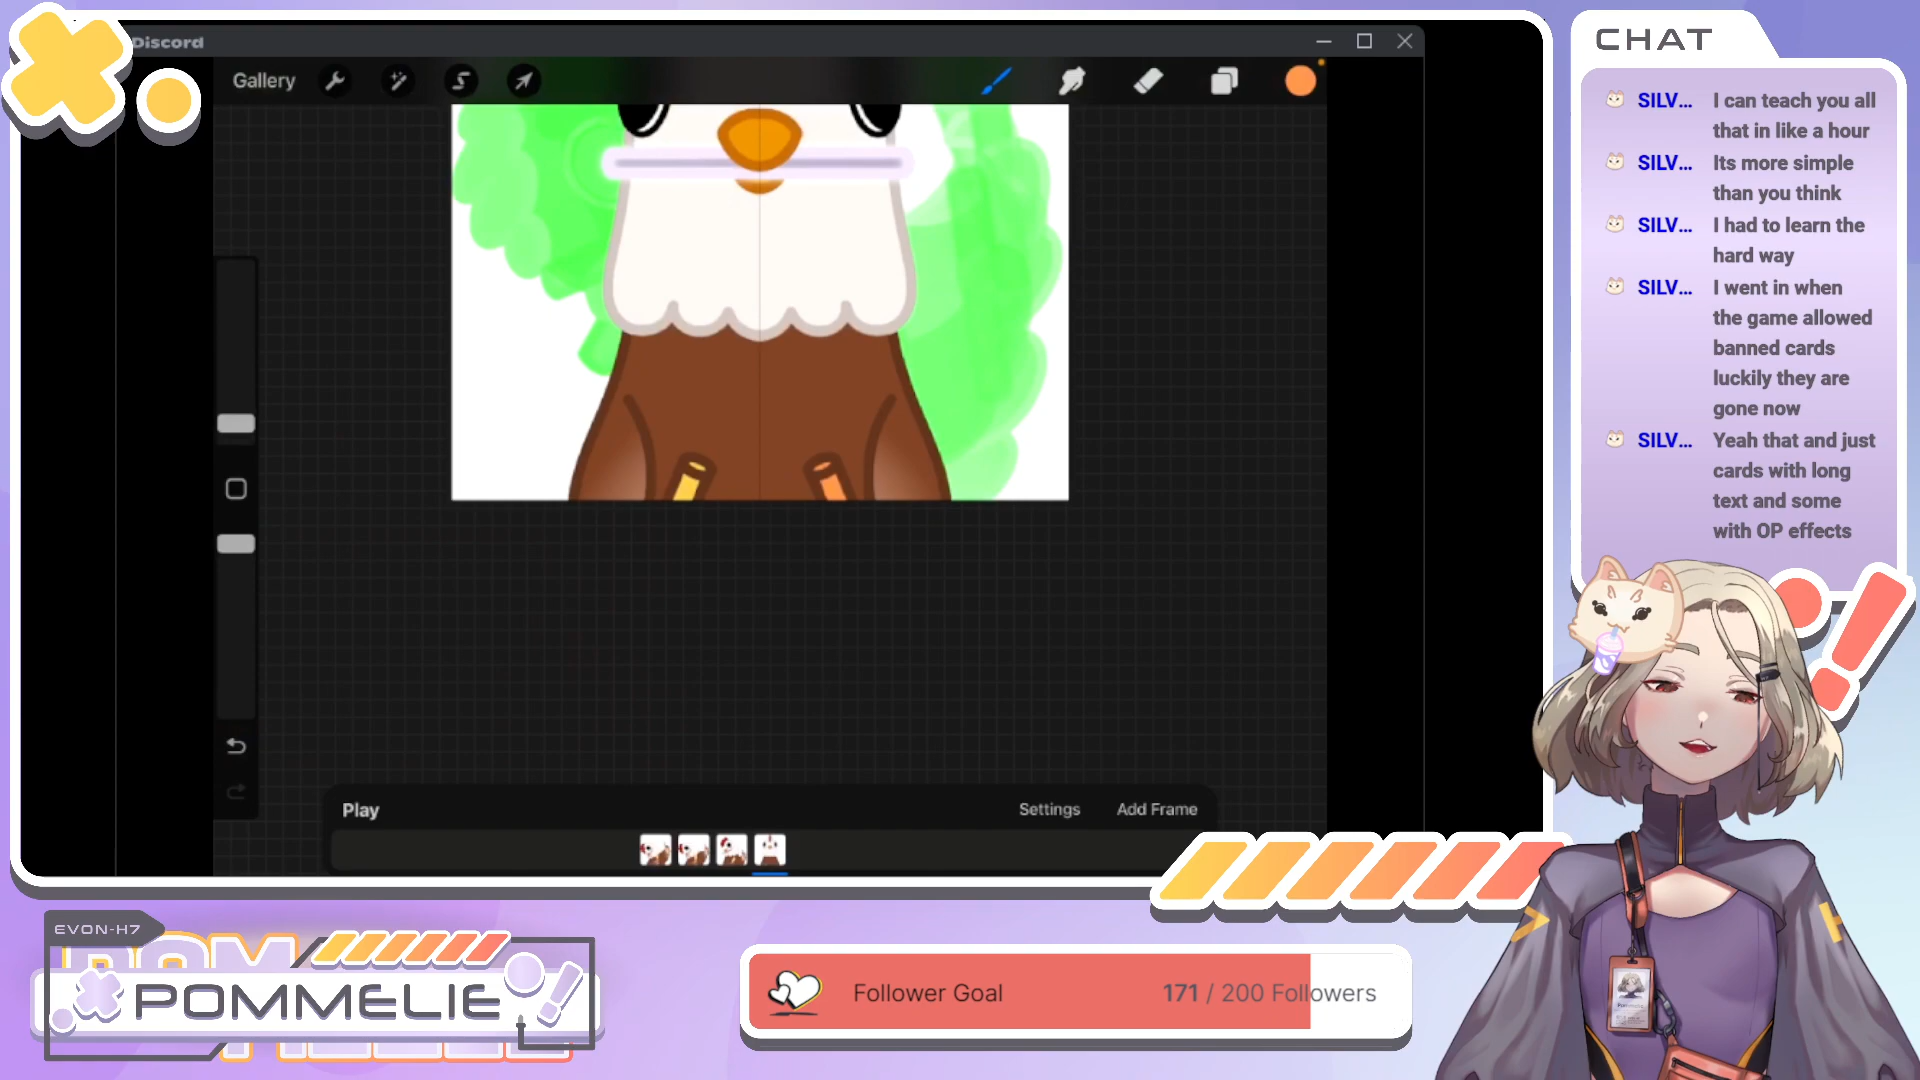 Discord
Gallery
Play
Settings
Add Frame
CHAT
SILV... I can teach you all
that in like a hour
SILV... Its more simple
than you think
SILV... I had to learn the
hard way
SILV... I went in when
the game allowed
banned cards
luckily they are
gone now
SILV... Yeah that and just
cards with long
text and some
with OP effects
EVON-H7
POMMELIE
Follower Goal
171 / 200 Followers